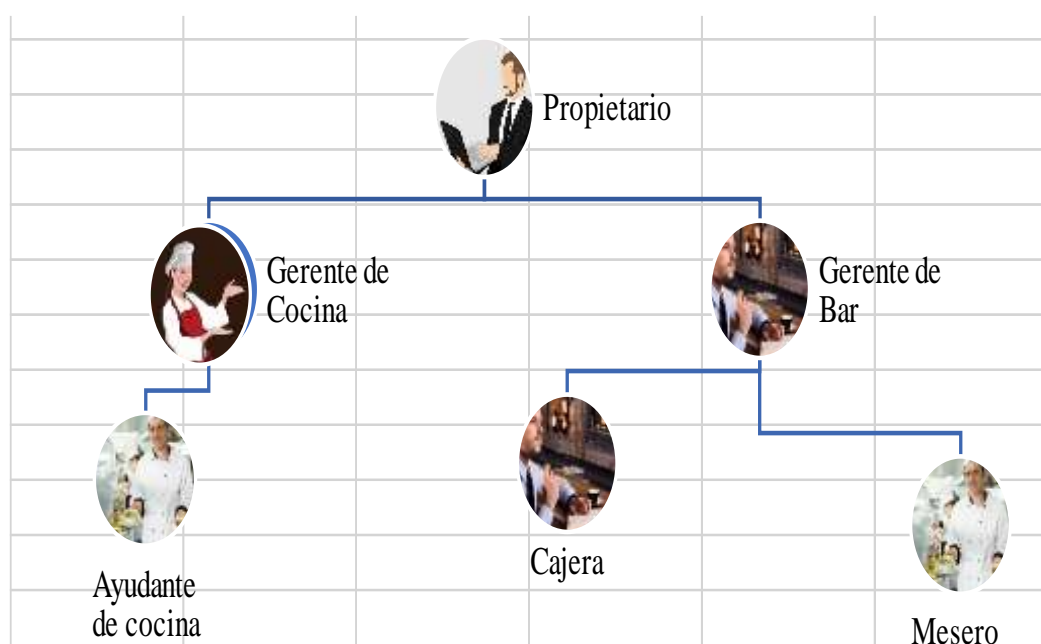 Propietario
Gerente de
Cocina
Gerente de
Bar
Cajera
Ayudante
de cocina
Mesero